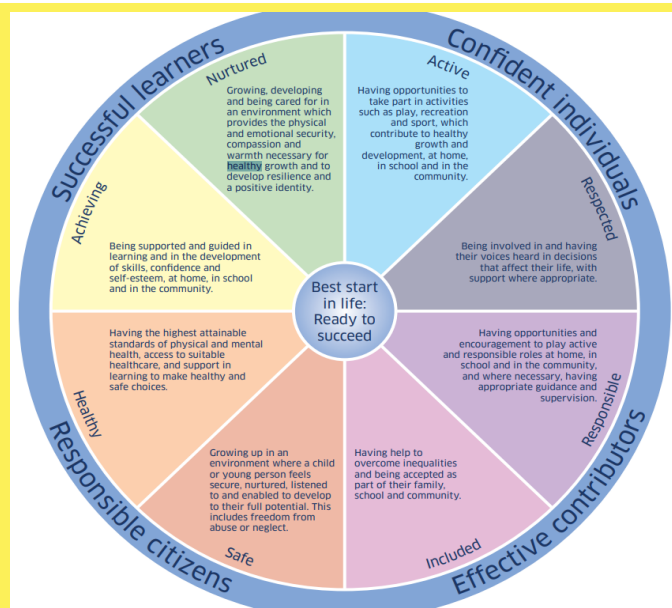 Successful learners
Confident individuals
Nurtured
Growing, developing
and being cared for in
an environment which
provides the physical
and emotional security,
compassion and
warmth necessary for
healthy growth and to
develop resilience and
a positive identity.
Active
Having opportunities to
take part in activities
such as play, recreation
and sport, which
contribute to healthy
growth and
development, at home,
in school and in the
community.
Achieving
Being supported and guided in
learning and in the development
of skills, confidence and
self-esteem, at home, in school
and in the community.
Respected
Being involved in and having
their voices heard in decisions
that affect their life, with
support where appropriate.
Best start
in life:
Ready to
succeed
Having the highest attainable
standards of physical and mental
health, access to suitable
healthcare, and support in
learning to make healthy and
safe choices.
Healthy
Having opportunities and
encouragement to play active
and responsible roles at home, in
school and in the community,
and where necessary, having
appropriate guidance and
supervision.
Responsible
Growing up in an
environment where a child
or young person feels
secure, nurtured, listened
to and enabled to develop
to their full potential. This
includes freedom from
abuse or neglect.
Safe
Having help to
overcome inequalities
and being accepted as
part of their family,
school and community.
Included
Responsible citizens
Effective contributors